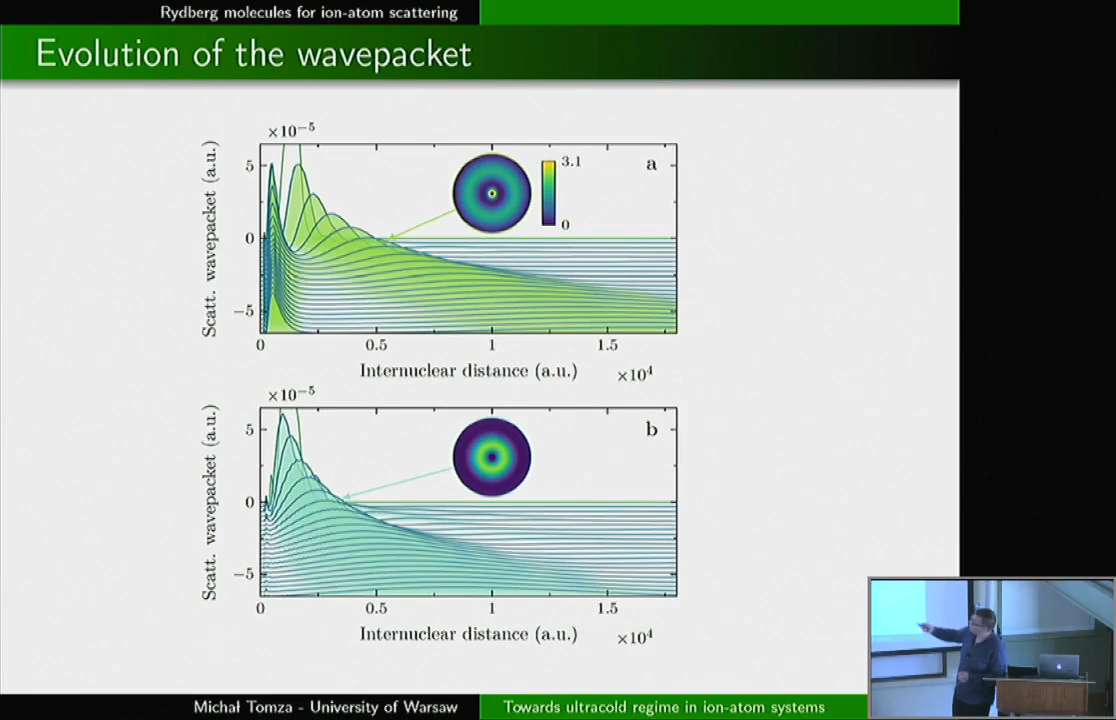 Rydberg molecules for ion-atom scattering
Evolution of the wavepacket
×10⁻⁵
5
0
−5
Scatt. wavepacket (a.u.)
a
3.1
0
0
0.5
1
1.5
Internuclear distance (a.u.)
×10⁴
×10⁻⁵
5
0
−5
Scatt. wavepacket (a.u.)
b
0
0.5
1
1.5
Internuclear distance (a.u.)
×10⁴
Michał Tomza - University of Warsaw
Towards ultracold regime in ion-atom systems